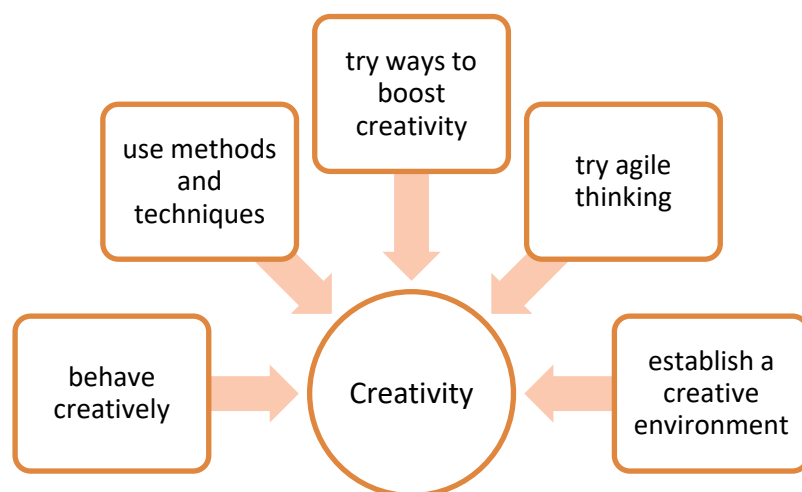 try ways to
boost
creativity
use methods
and
techniques
try agile
thinking
behave
creatively
Creativity
establish a
creative
environment